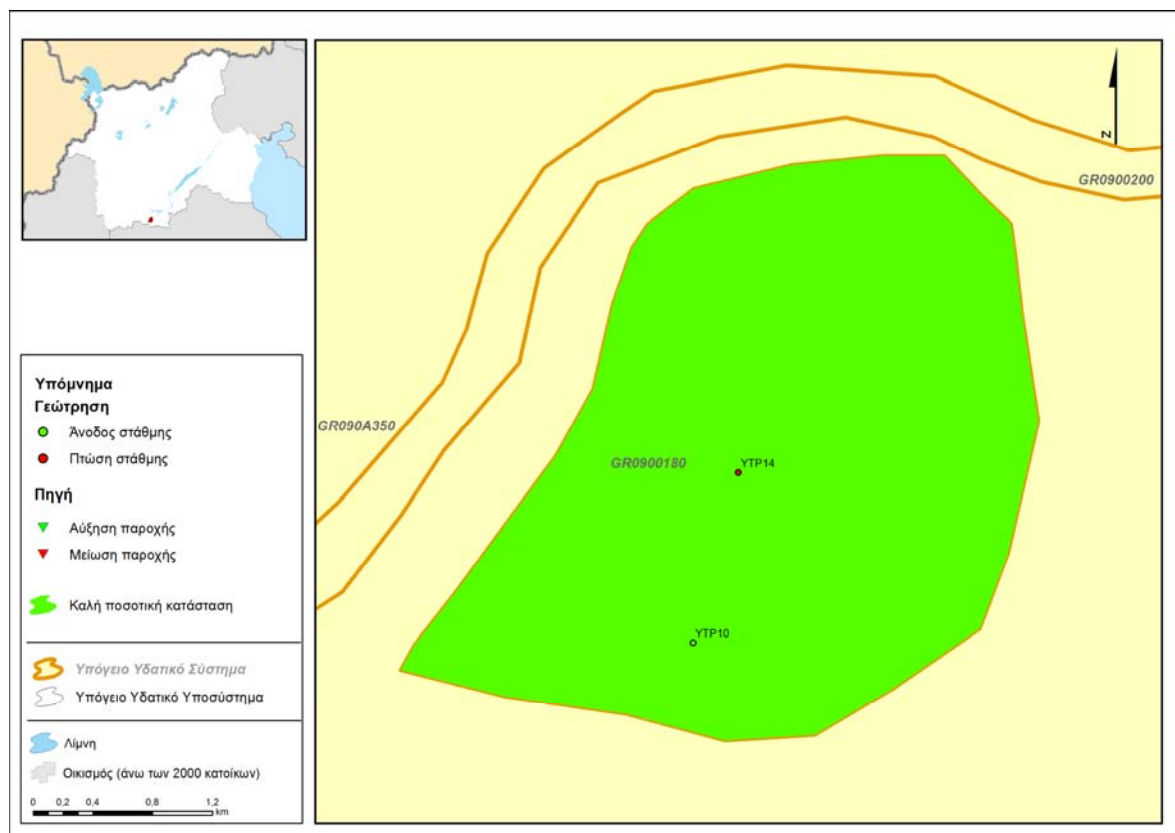 Υπόμνημα
Γεώτρηση
Άνοδος στάθμης
Πτώση στάθμης
Πηγή
Αύξηση παροχής
Μείωση παροχής
Καλή ποσοτική κατάσταση
Υπόγειο Υδατικό Σύστημα
Υπόγειο Υδατικό Υποσύστημα
Λίμνη
Οικισμός (άνω των 2000 κατοίκων)
0 0,2 0,4 0,8 1,2
km
N
GR0900200
GR090A350
GR0900180
ΥΤΡ14
ΥΤΡ10